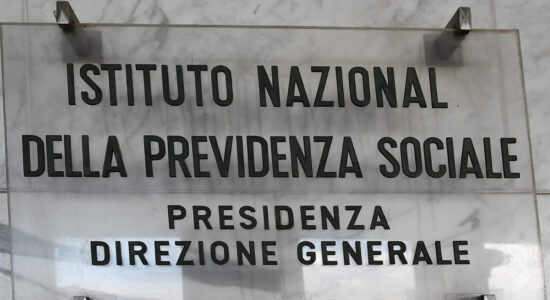 ISTITUTO NAZIONAL
DELLA PREVIDENZA SOCIALE
PRESIDENZA
DIREZIONE GENERALE